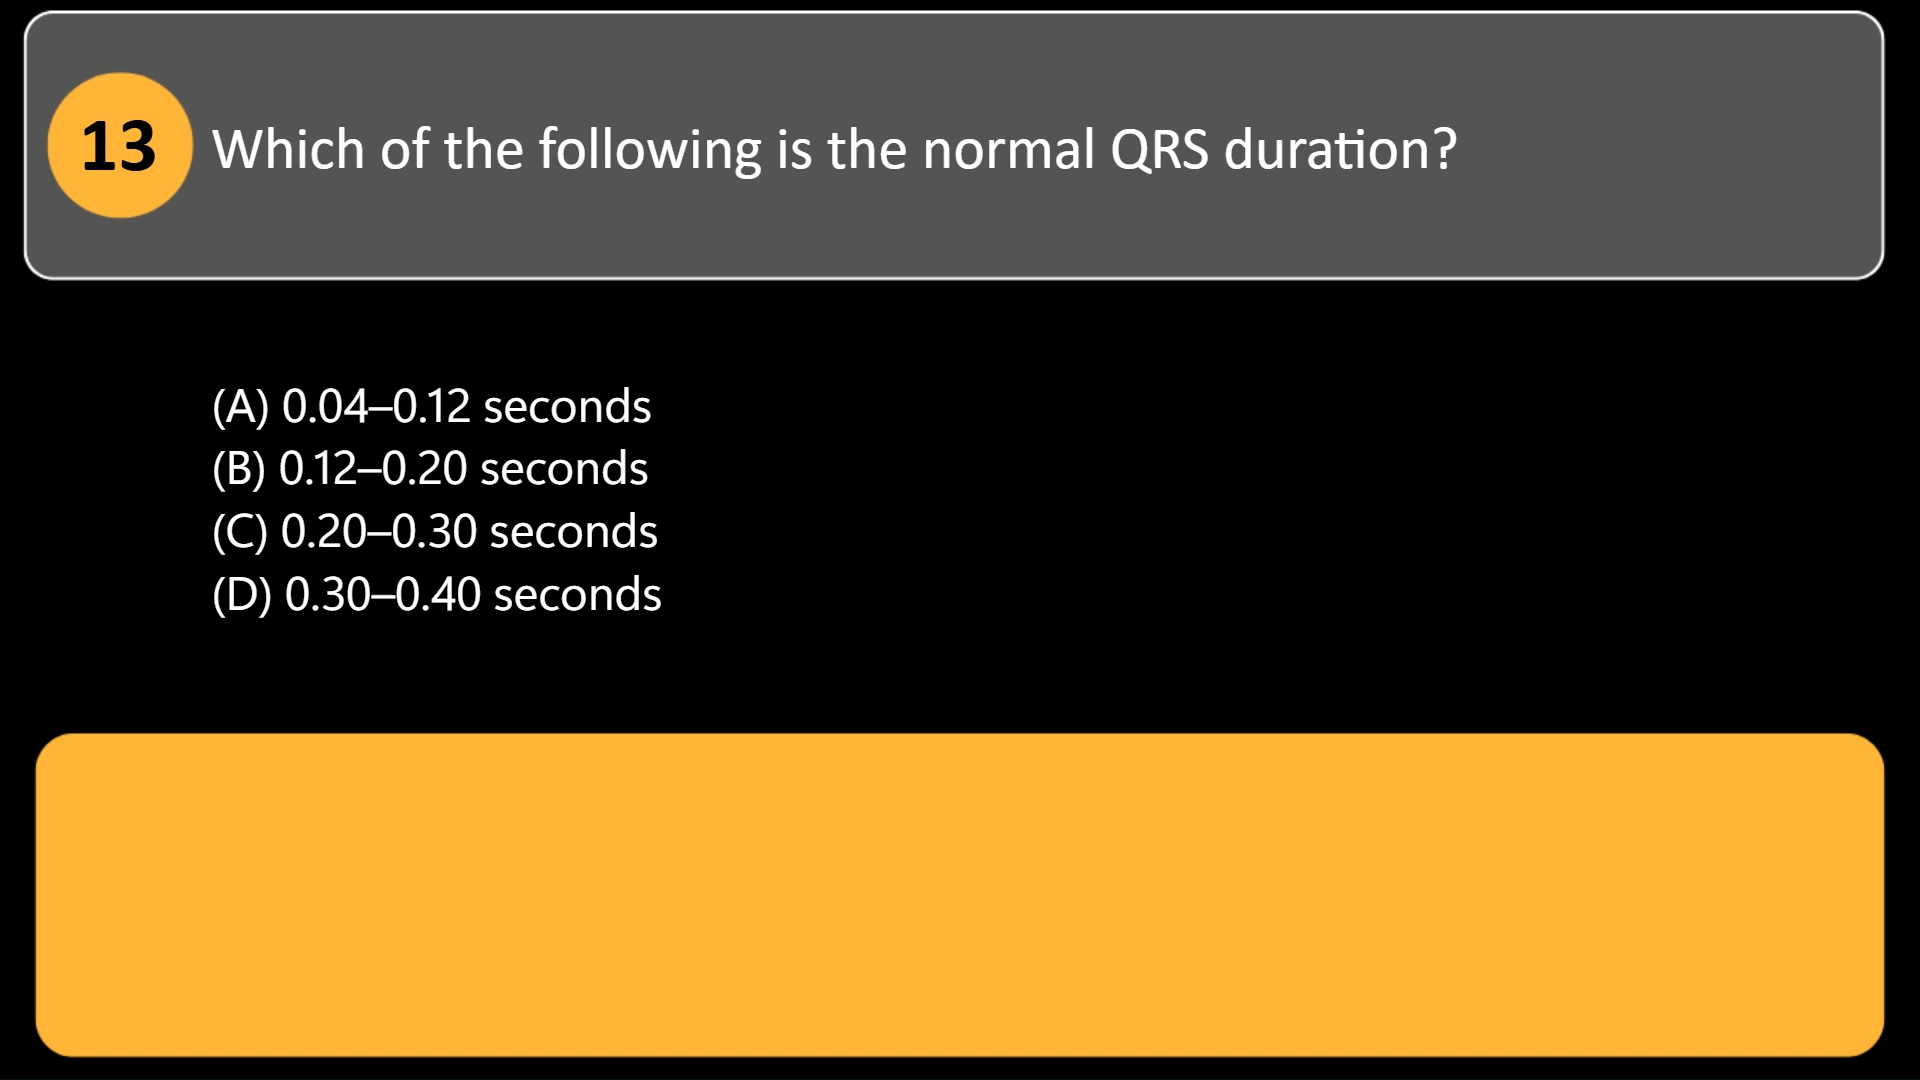 13 Which of the following is the normal QRS duration?
(A) 0.04–0.12 seconds
(B) 0.12–0.20 seconds
(C) 0.20–0.30 seconds
(D) 0.30–0.40 seconds